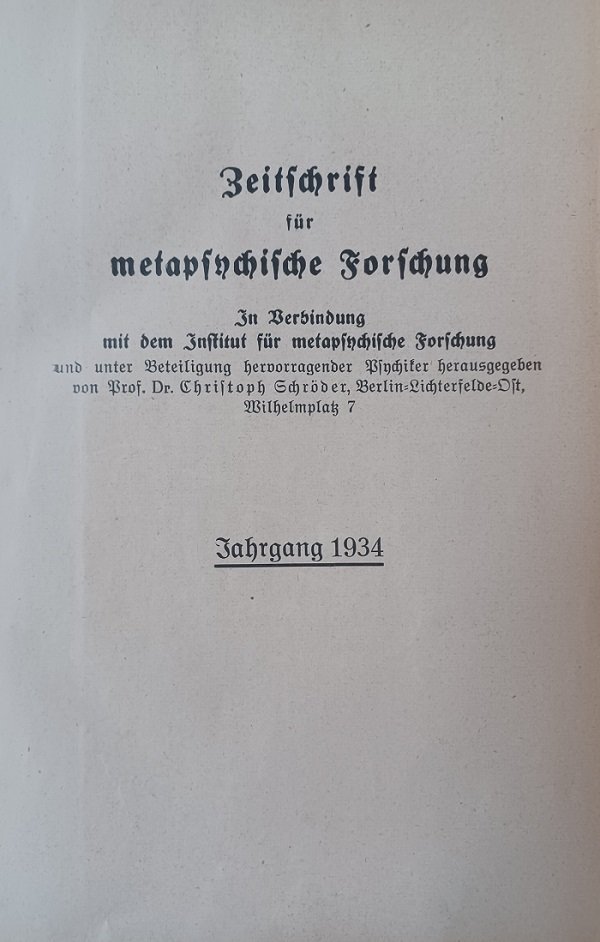 Zeitſchrift
für
metapſychiſche Forſchung
In Verbindung
mit dem Inſtitut für metapſychiſche Forſchung
und unter Beteiligung hervorragender Pſychiker herausgegeben
von Prof. Dr. Chriſtoph Schröder, Berlin-Lichterfelde-Oſt,
Wilhelmplatz 7
Jahrgang 1934